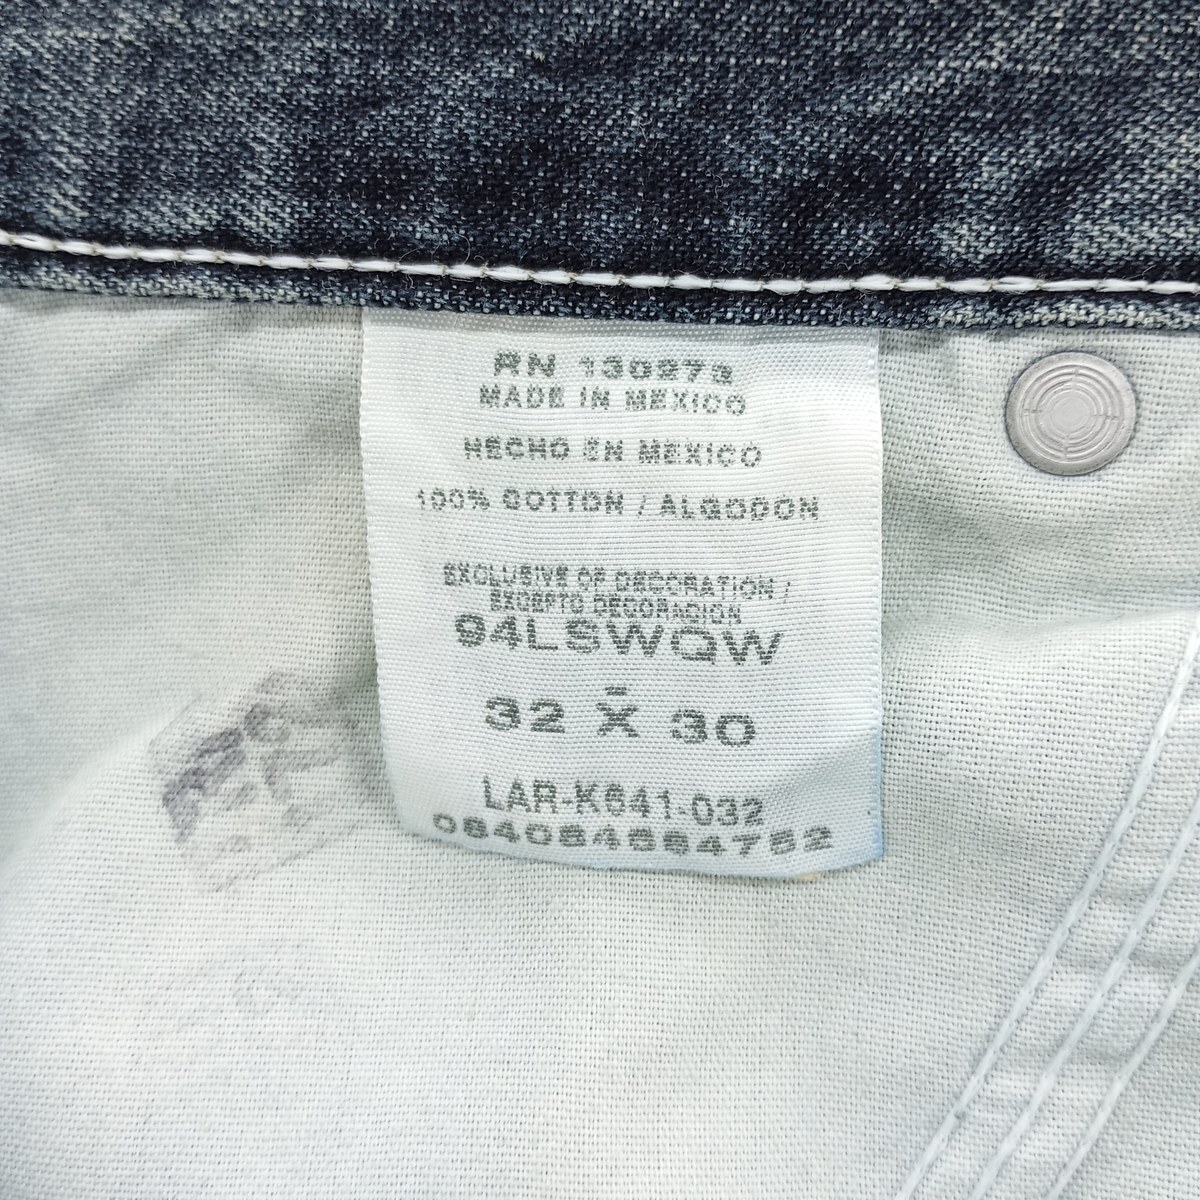 RN 130273
MADE IN MEXICO
HECHO EN MEXICO
100% COTTON / ALGODON
EXCLUSIVE OF DECORATION /
EXCEPTO DECORACION
94LSWQW
32 X 30
LAR-K641-032